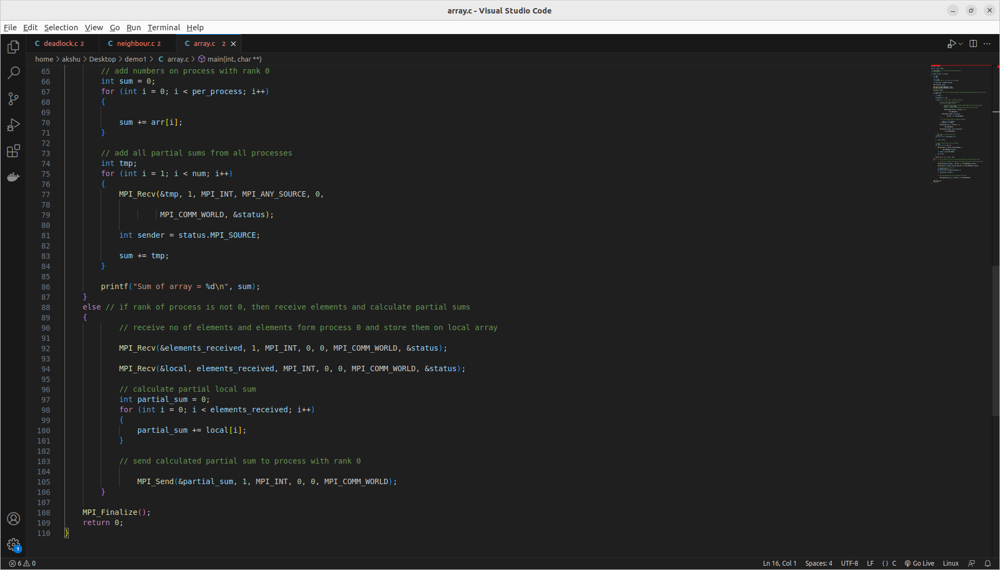 array.c - Visual Studio Code
File Edit Selection View Go Run Terminal Help
C deadlock.c 2 C neighbour.c 2 C array.c 2
home > akshu > Desktop > demo1 > C array.c > main(int, char **)
65 // add numbers on process with rank 0
66 int sum = 0;
67 for (int i = 0; i < per_process; i++)
68 {
69
70 sum += arr[i];
71 }
72
73 // add all partial sums from all processes
74 int tmp;
75 for (int i = 1; i < num; i++)
76 {
77 MPI_Recv(&tmp, 1, MPI_INT, MPI_ANY_SOURCE, 0,
78
79 MPI_COMM_WORLD, &status);
80
81 int sender = status.MPI_SOURCE;
82
83 sum += tmp;
84 }
85
86 printf("Sum of array = %d\n", sum);
87 }
88 else // if rank of process is not 0, then receive elements and calculate partial sums
89 {
90 // receive no of elements and elements form process 0 and store them on local array
91
92 MPI_Recv(&elements_received, 1, MPI_INT, 0, 0, MPI_COMM_WORLD, &status);
93
94 MPI_Recv(&local, elements_received, MPI_INT, 0, 0, MPI_COMM_WORLD, &status);
95
96 // calculate partial local sum
97 int partial_sum = 0;
98 for (int i = 0; i < elements_received; i++)
99 {
100 partial_sum += local[i];
101 }
102
103 // send calculated partial sum to process with rank 0
104
105 MPI_Send(&partial_sum, 1, MPI_INT, 0, 0, MPI_COMM_WORLD);
106 }
107
108 MPI_Finalize();
109 return 0;
110 }
1
6 0 Ln 16, Col 1 Spaces: 4 UTF-8 LF {} C Go Live Linux